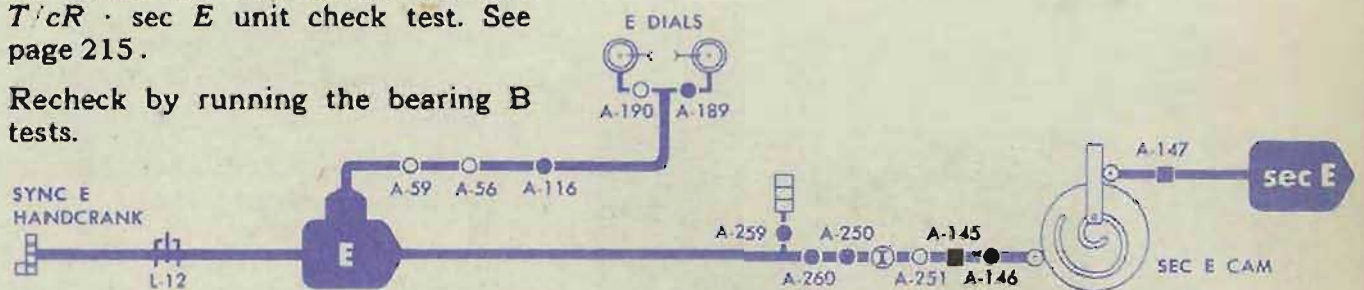 T/cR · sec E unit check test. See
page 215.
Recheck by running the bearing B
tests.
E DIALS
A-190 A-189
A-59 A-56 A-116
A-147
sec E
SYNC E
HANDCRANK
L-12
E
A-259 A-250 A-145
A-260 A-251 A-146
SEC E CAM